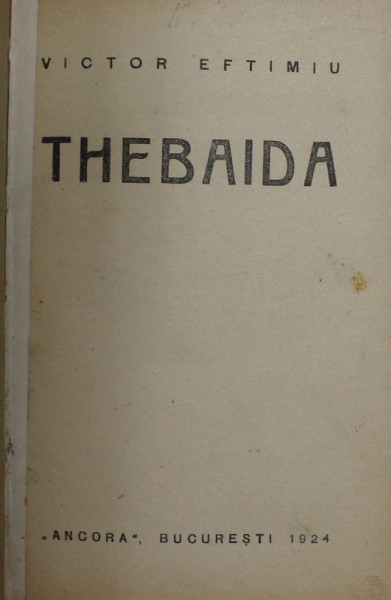 VICTOR EFTIMIU
THEBAIDA
„ANCORA“, BUCUREȘTI 1924